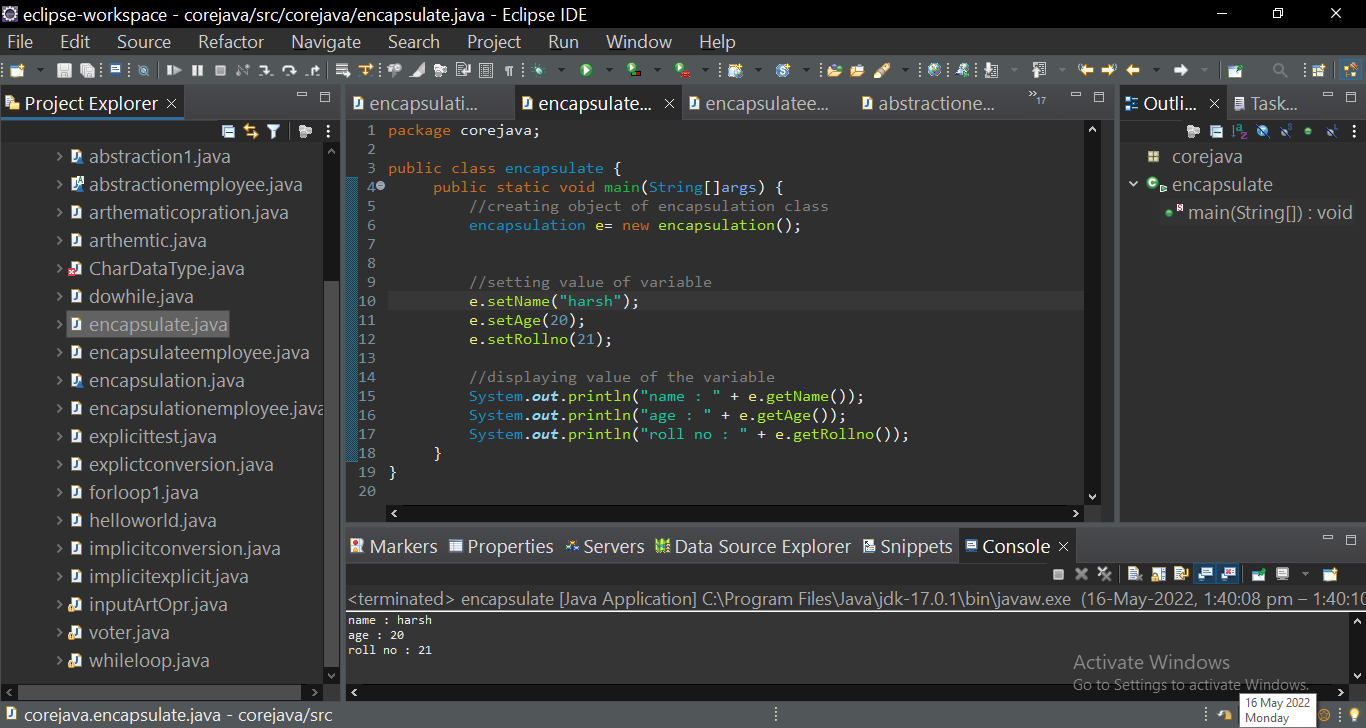 eclipse-workspace - corejava/src/corejava/encapsulate.java - Eclipse IDE
File Edit Source Refactor Navigate Search Project Run Window Help
Project Explorer
abstraction1.java
abstractionemployee.java
arthematicopration.java
arthemtic.java
CharDataType.java
dowhile.java
encapsulate.java
encapsulateemployee.java
encapsulation.java
encapsulationemployee.java
explicittest.java
explictconversion.java
forloop1.java
helloworld.java
implicitconversion.java
implicitexplicit.java
inputArtOpr.java
voter.java
whileloop.java
encapsulati... encapsulate... encapsulatee... abstractione... »17
1 package corejava;
2
3 public class encapsulate {
4 public static void main(String[]args) {
5 //creating object of encapsulation class
6 encapsulation e= new encapsulation();
7
8
9 //setting value of variable
10 e.setName("harsh");
11 e.setAge(20);
12 e.setRollno(21);
13
14 //displaying value of the variable
15 System.out.println("name : " + e.getName());
16 System.out.println("age : " + e.getAge());
17 System.out.println("roll no : " + e.getRollno());
18 }
19 }
20
Outli... Task...
corejava
encapsulate
main(String[]) : void
Markers Properties Servers Data Source Explorer Snippets Console
<terminated> encapsulate [Java Application] C:\Program Files\Java\jdk-17.0.1\bin\javaw.exe (16-May-2022, 1:40:08 pm – 1:40:10
name : harsh
age : 20
roll no : 21
Activate Windows
Go to Settings to activate Windows.
corejava.encapsulate.java - corejava/src
16 May 2022
Monday